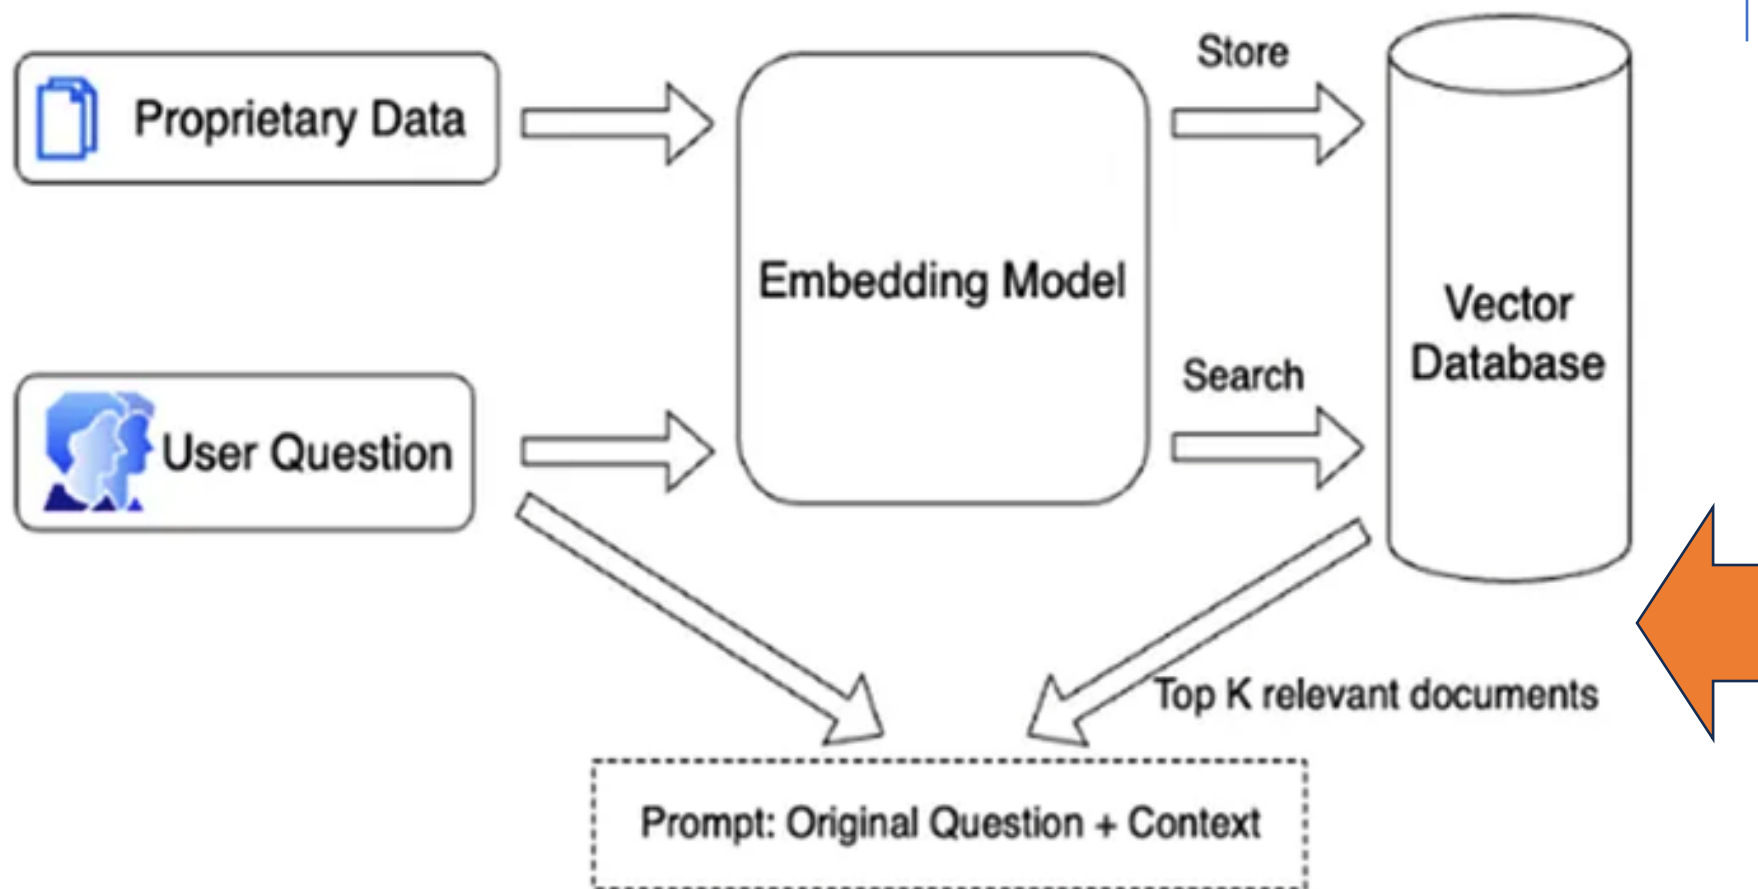 Proprietary Data
Store
Embedding Model
Vector
Database
Search
User Question
Top K relevant documents
Prompt: Original Question + Context